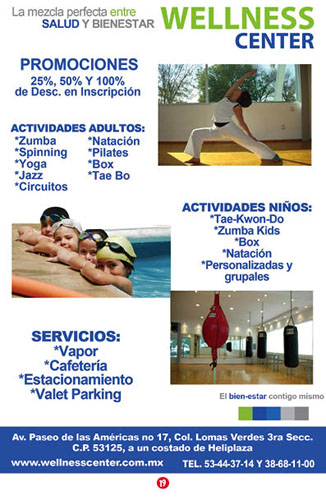 La mezcla perfecta entre
SALUD Y BIENESTAR
WELLNESS
CENTER
PROMOCIONES
25%, 50% Y 100%
de Desc. en Inscripción
ACTIVIDADES ADULTOS:
*Zumba
*Spinning
*Yoga
*Jazz
*Circuitos
*Natación
*Pilates
*Box
*Tae Bo
ACTIVIDADES NIÑOS:
*Tae-Kwon-Do
*Zumba Kids
*Box
*Natación
*Personalizadas y
grupales
SERVICIOS:
*Vapor
*Cafetería
*Estacionamiento
*Valet Parking
El bien-estar contigo mismo
Av. Paseo de las Américas no 17, Col. Lomas Verdes 3ra Secc.
C.P. 53125, a un costado de Heliplaza
www.wellnesscenter.com.mx TEL. 53-44-37-14 Y 38-68-11-00
19